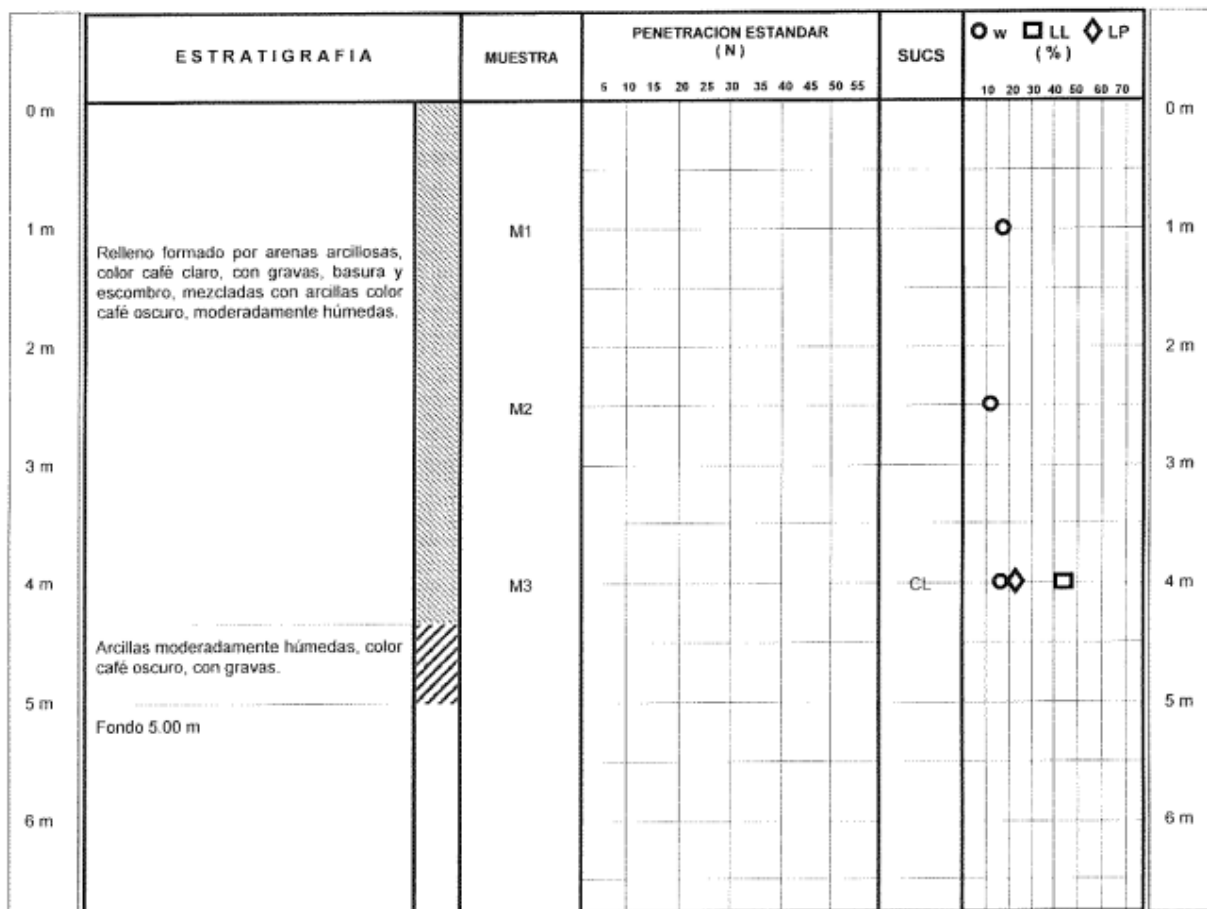 ESTRATIGRAFIA
MUESTRA
PENETRACION ESTANDAR
( N )
5 10 15 20 25 30 35 40 45 50 55
SUCS
w LL LP
( % )
10 20 30 40 50 60 70
0 m
0 m
1 m
M1
1 m
Relleno formado por arenas arcillosas,
color café claro, con gravas, basura y
escombro, mezcladas con arcillas color
café oscuro, moderadamente húmedas.
2 m
2 m
M2
3 m
3 m
4 m
M3
CL
4 m
Arcillas moderadamente húmedas, color
café oscuro, con gravas.
5 m
5 m
Fondo 5.00 m
6 m
6 m